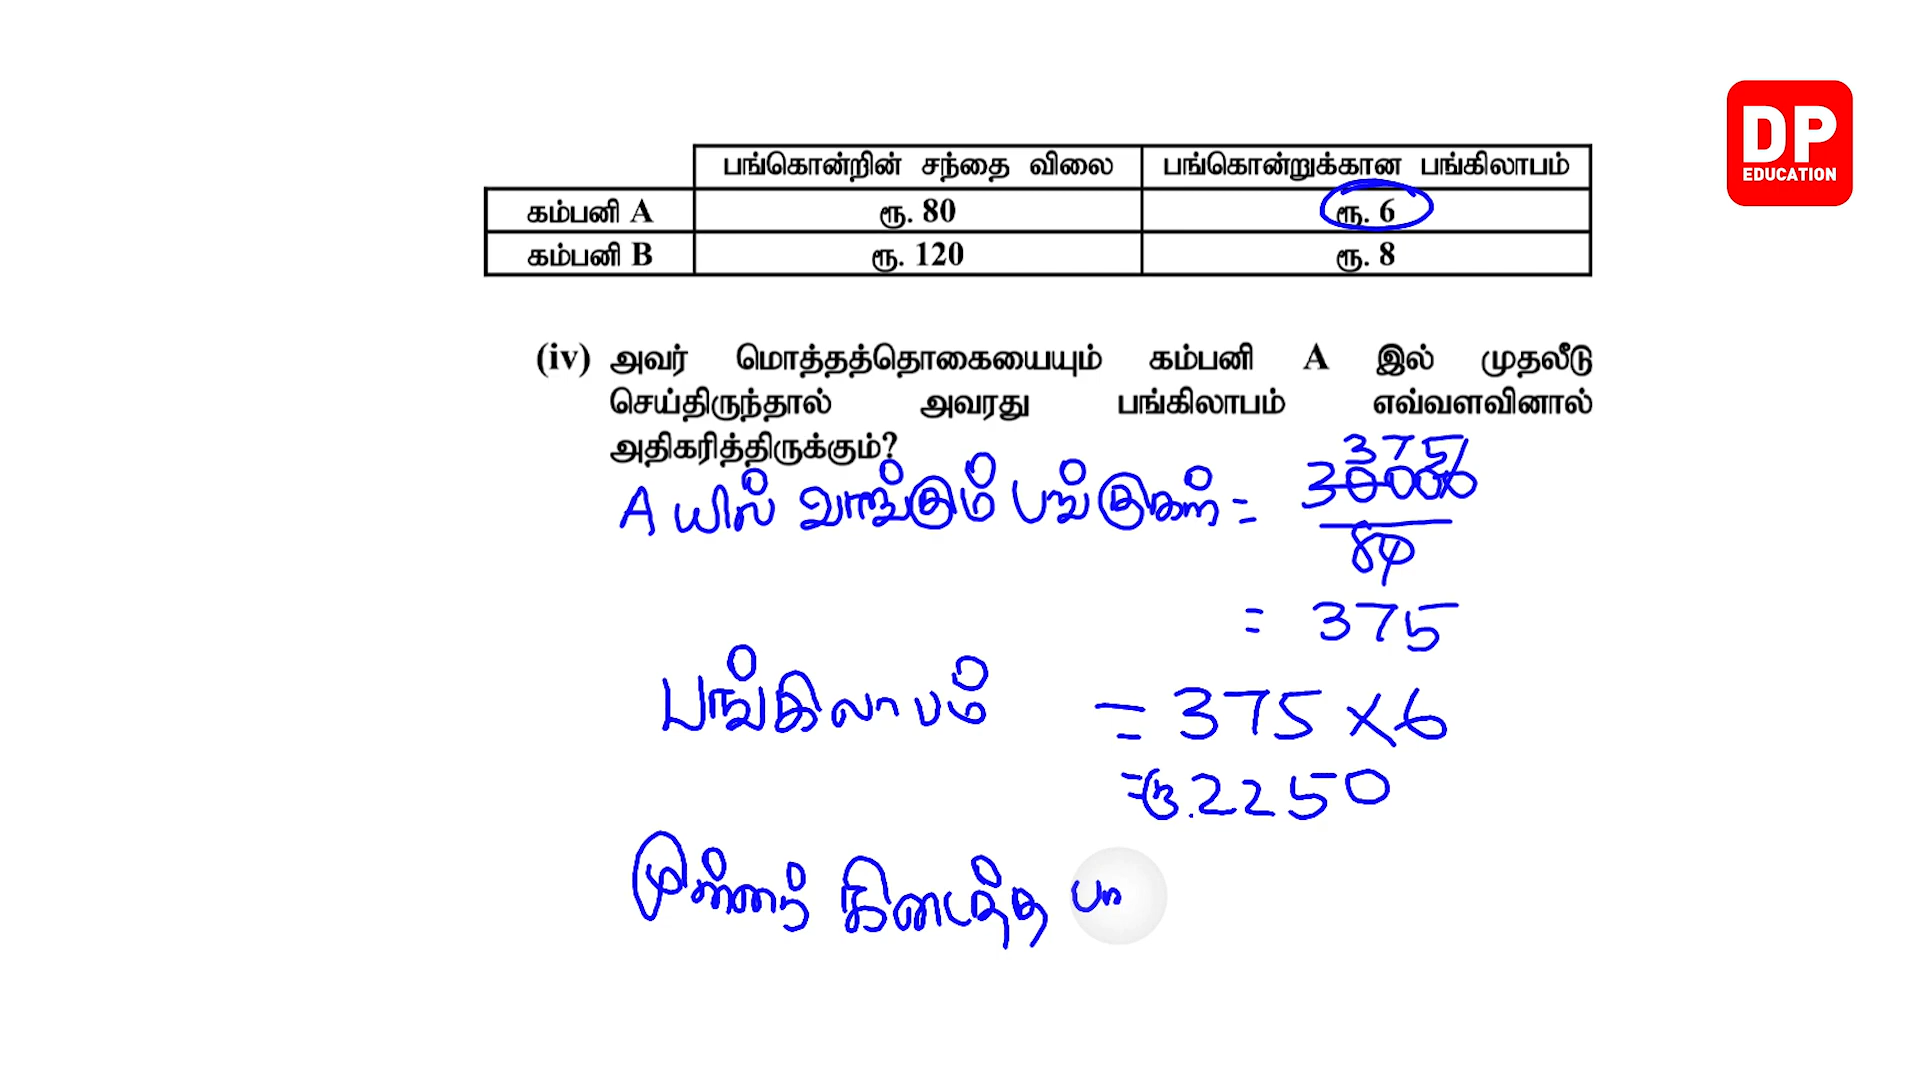 DP
EDUCATION
பங்கொன்றின் சந்தை விலை பங்கொன்றுக்கான பங்கிலாபம்
கம்பனி A ரூ. 80 ரூ. 6
கம்பனி B ரூ. 120 ரூ. 8
(iv) அவர் மொத்தத்தொகையையும் கம்பனி A இல் முதலீடு
செய்திருந்தால் அவரது பங்கிலாபம் எவ்வளவினால்
அதிகரித்திருக்கும்?
375
A யில் வாங்கும் பங்குகள் = 30000
80
= 375
பங்கிலாபம் = 375 × 6
= ரூ.2250
முன்னர் கிடைத்த ப